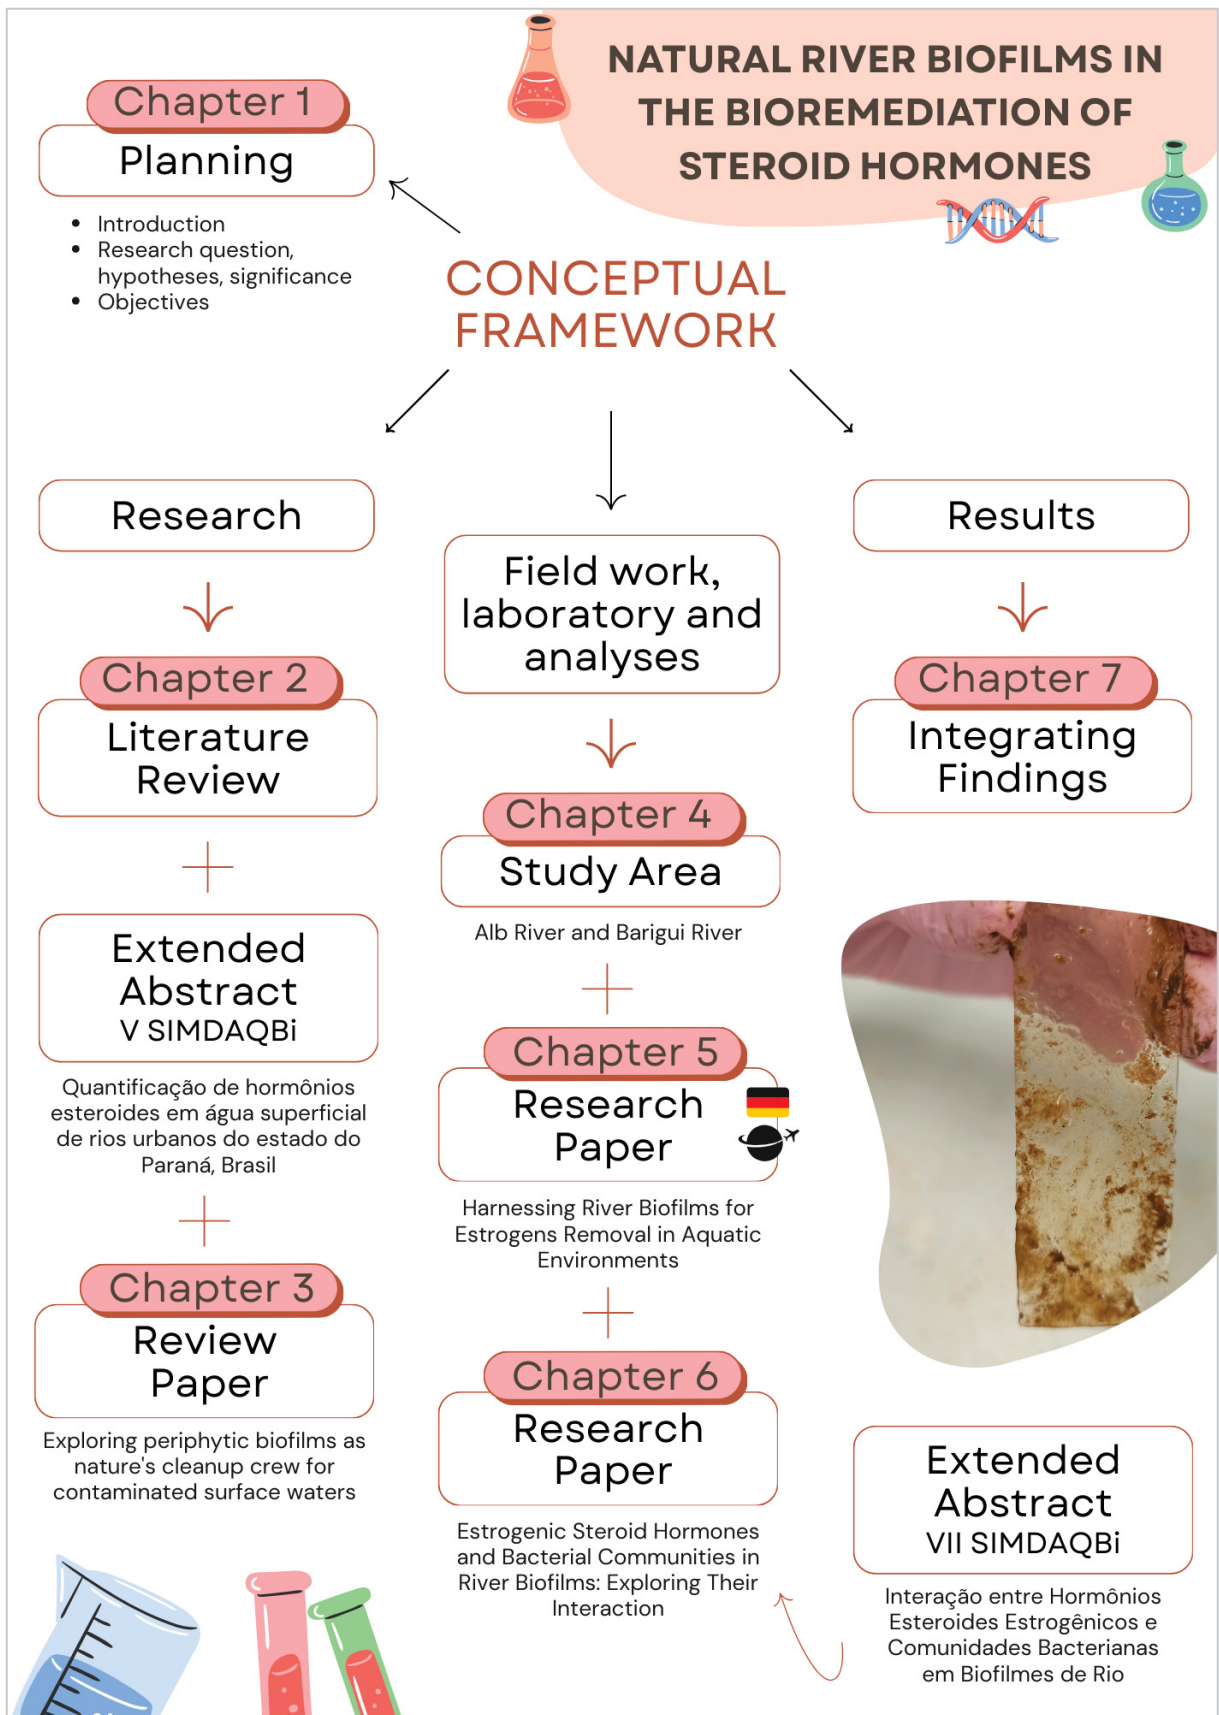 NATURAL RIVER BIOFILMS IN
THE BIOREMEDIATION OF
STEROID HORMONES
Chapter 1
Planning
• Introduction
• Research question,
hypotheses, significance
• Objectives
CONCEPTUAL
FRAMEWORK
Research
Chapter 2
Literature
Review
Extended
Abstract
V SIMDAQBi
Quantificação de hormônios
esteroides em água superficial
de rios urbanos do estado do
Paraná, Brasil
Chapter 3
Review
Paper
Exploring periphytic biofilms as
nature's cleanup crew for
contaminated surface waters
Field work,
laboratory and
analyses
Chapter 4
Study Area
Alb River and Barigui River
Chapter 5
Research
Paper
Harnessing River Biofilms for
Estrogens Removal in Aquatic
Environments
Chapter 6
Research
Paper
Estrogenic Steroid Hormones
and Bacterial Communities in
River Biofilms: Exploring Their
Interaction
Results
Chapter 7
Integrating
Findings
Extended
Abstract
VII SIMDAQBi
Interação entre Hormônios
Esteroides Estrogênicos e
Comunidades Bacterianas
em Biofilmes de Rio